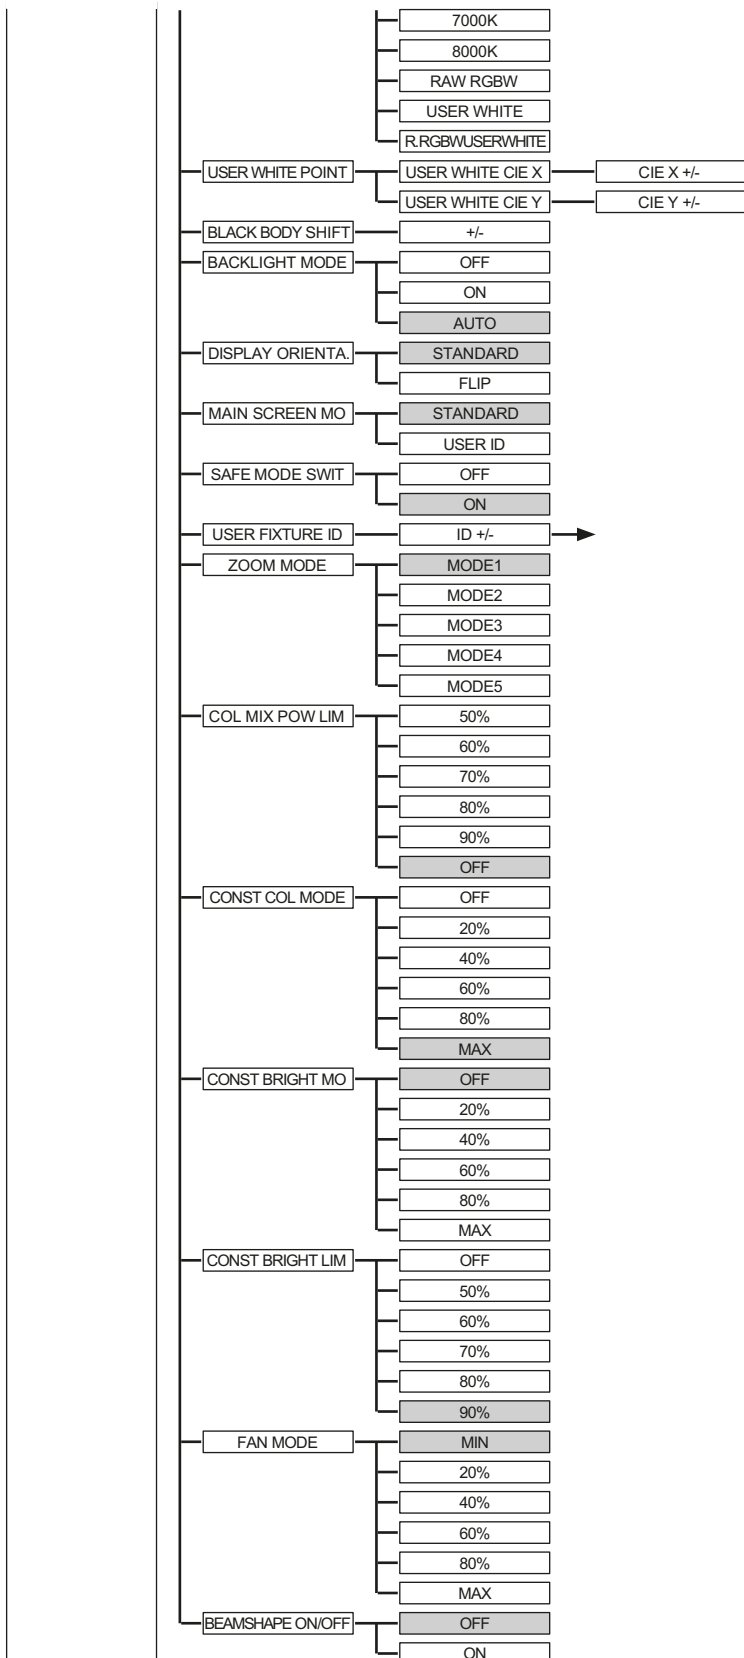 7000K
8000K
RAW RGBW
USER WHITE
R.RGBWUSERWHITE
USER WHITE POINT USER WHITE CIE X CIE X +/-
USER WHITE CIE Y CIE Y +/-
BLACK BODY SHIFT +/-
BACKLIGHT MODE OFF
ON
AUTO
DISPLAY ORIENTA. STANDARD
FLIP
MAIN SCREEN MO STANDARD
USER ID
SAFE MODE SWIT OFF
ON
USER FIXTURE ID ID +/-
ZOOM MODE MODE1
MODE2
MODE3
MODE4
MODE5
COL MIX POW LIM 50%
60%
70%
80%
90%
OFF
CONST COL MODE OFF
20%
40%
60%
80%
MAX
CONST BRIGHT MO OFF
20%
40%
60%
80%
MAX
CONST BRIGHT LIM OFF
50%
60%
70%
80%
90%
FAN MODE MIN
20%
40%
60%
80%
MAX
BEAMSHAPE ON/OFF OFF
ON